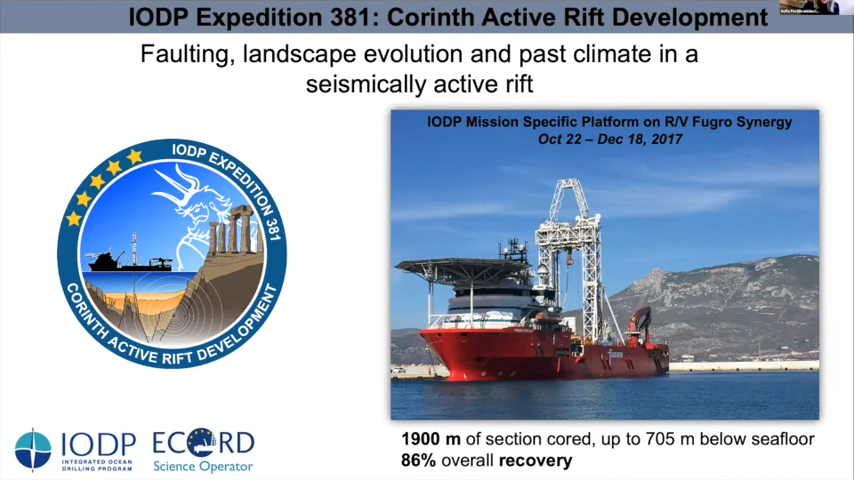 IODP Expedition 381: Corinth Active Rift Development
Faulting, landscape evolution and past climate in a
seismically active rift
IODP EXPEDITION 381
CORINTH ACTIVE RIFT DEVELOPMENT
IODP Mission Specific Platform on R/V Fugro Synergy
Oct 22 – Dec 18, 2017
1900 m of section cored, up to 705 m below seafloor
86% overall recovery
IODP
INTEGRATED OCEAN
DRILLING PROGRAM
ECORD
Science Operator